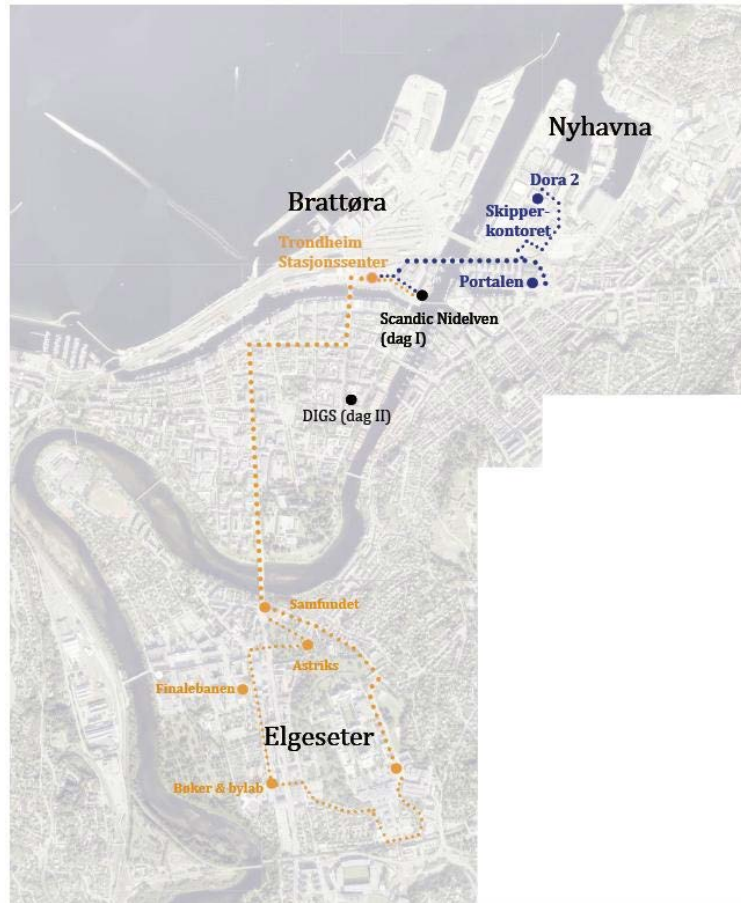 Nyhavna
Dora 2
Brattøra
Skipper-
kontoret
Trondheim
Stasjonssenter
Portalen
Scandic Nidelven
(dag I)
DIGS (dag II)
Samfundet
Astriks
Finalebanen
Elgeseter
Bøker & bylab